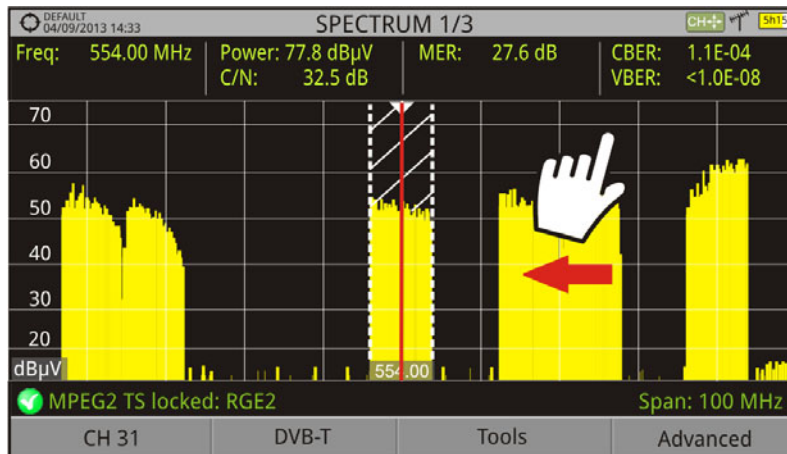 DEFAULT
04/09/2013 14:33
SPECTRUM 1/3
CH
5h15
Freq: 554.00 MHz
Power: 77.8 dBµV
C/N: 32.5 dB
MER: 27.6 dB
CBER: 1.1E-04
VBER: <1.0E-08
70
60
50
40
30
20
dBµV
554.00
MPEG2 TS locked: RGE2
Span: 100 MHz
CH 31
DVB-T
Tools
Advanced